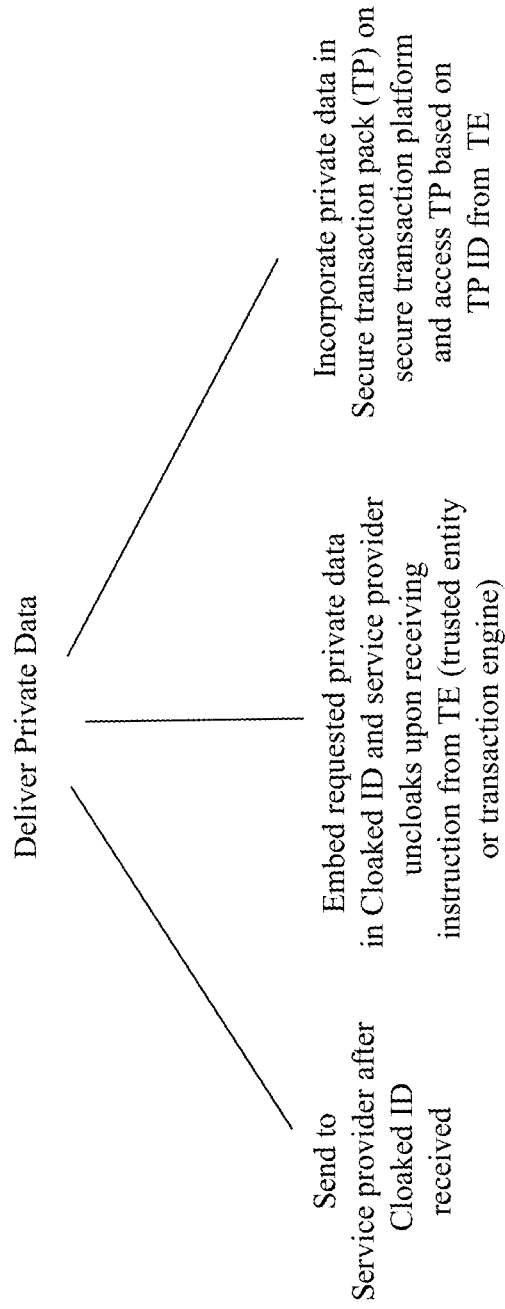 Deliver Private Data
Send to
Service provider after
Cloaked ID
received
Embed requested private data
in Cloaked ID and service provider
uncloaks upon receiving
instruction from TE (trusted entity
or transaction engine)
Incorporate private data in
Secure transaction pack (TP) on
secure transaction platform
and access TP based on
TP ID from TE